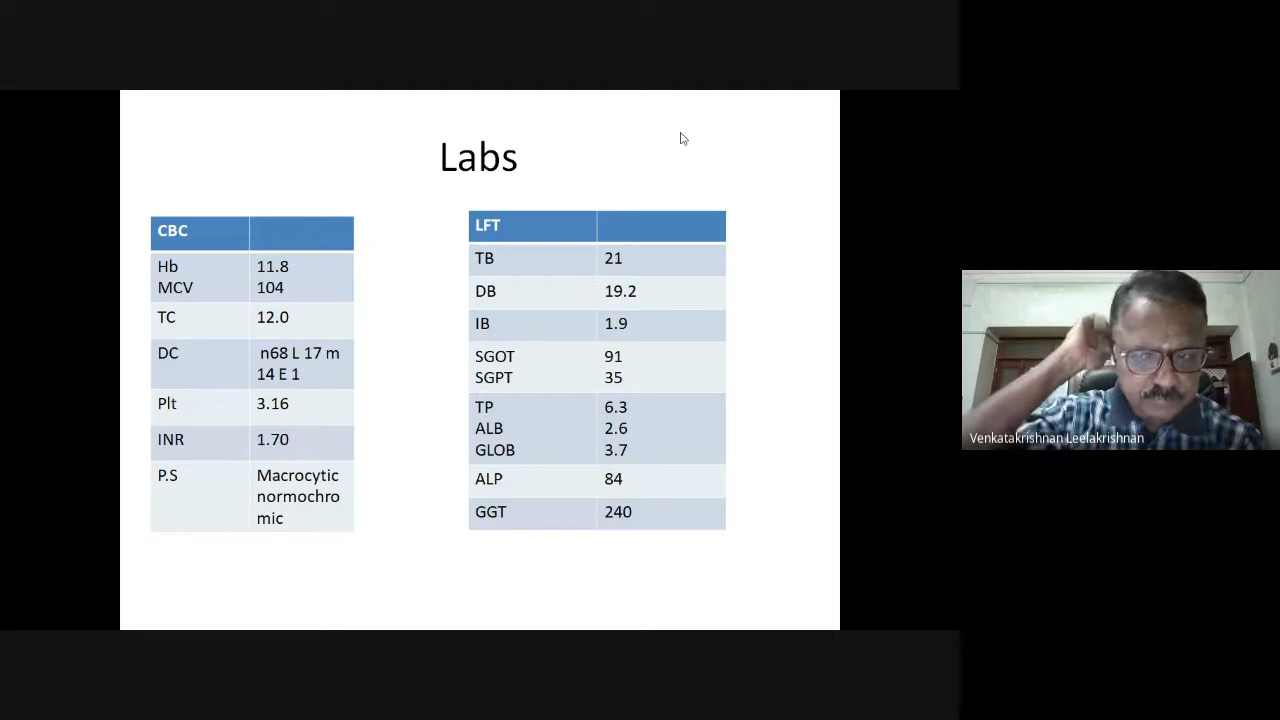 Labs
CBC
Hb 11.8
MCV 104
TC 12.0
DC n68 L 17 m
14 E 1
Plt 3.16
INR 1.70
P.S Macrocytic
normochro
mic
LFT
TB 21
DB 19.2
IB 1.9
SGOT 91
SGPT 35
TP 6.3
ALB 2.6
GLOB 3.7
ALP 84
GGT 240
Venkatakrishnan Leelakrishnan